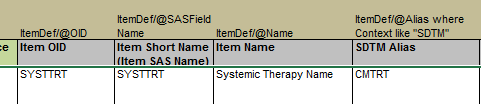 ItemDef/@SASField ItemDef/@Alias where
ItemDef/@OID Name ItemDef/@Name Context like "SDTM"
Item OID Item Short Name Item Name SDTM Alias
(Item SAS Name)
SYSTTRT SYSTTRT Systemic Therapy Name CMTRT